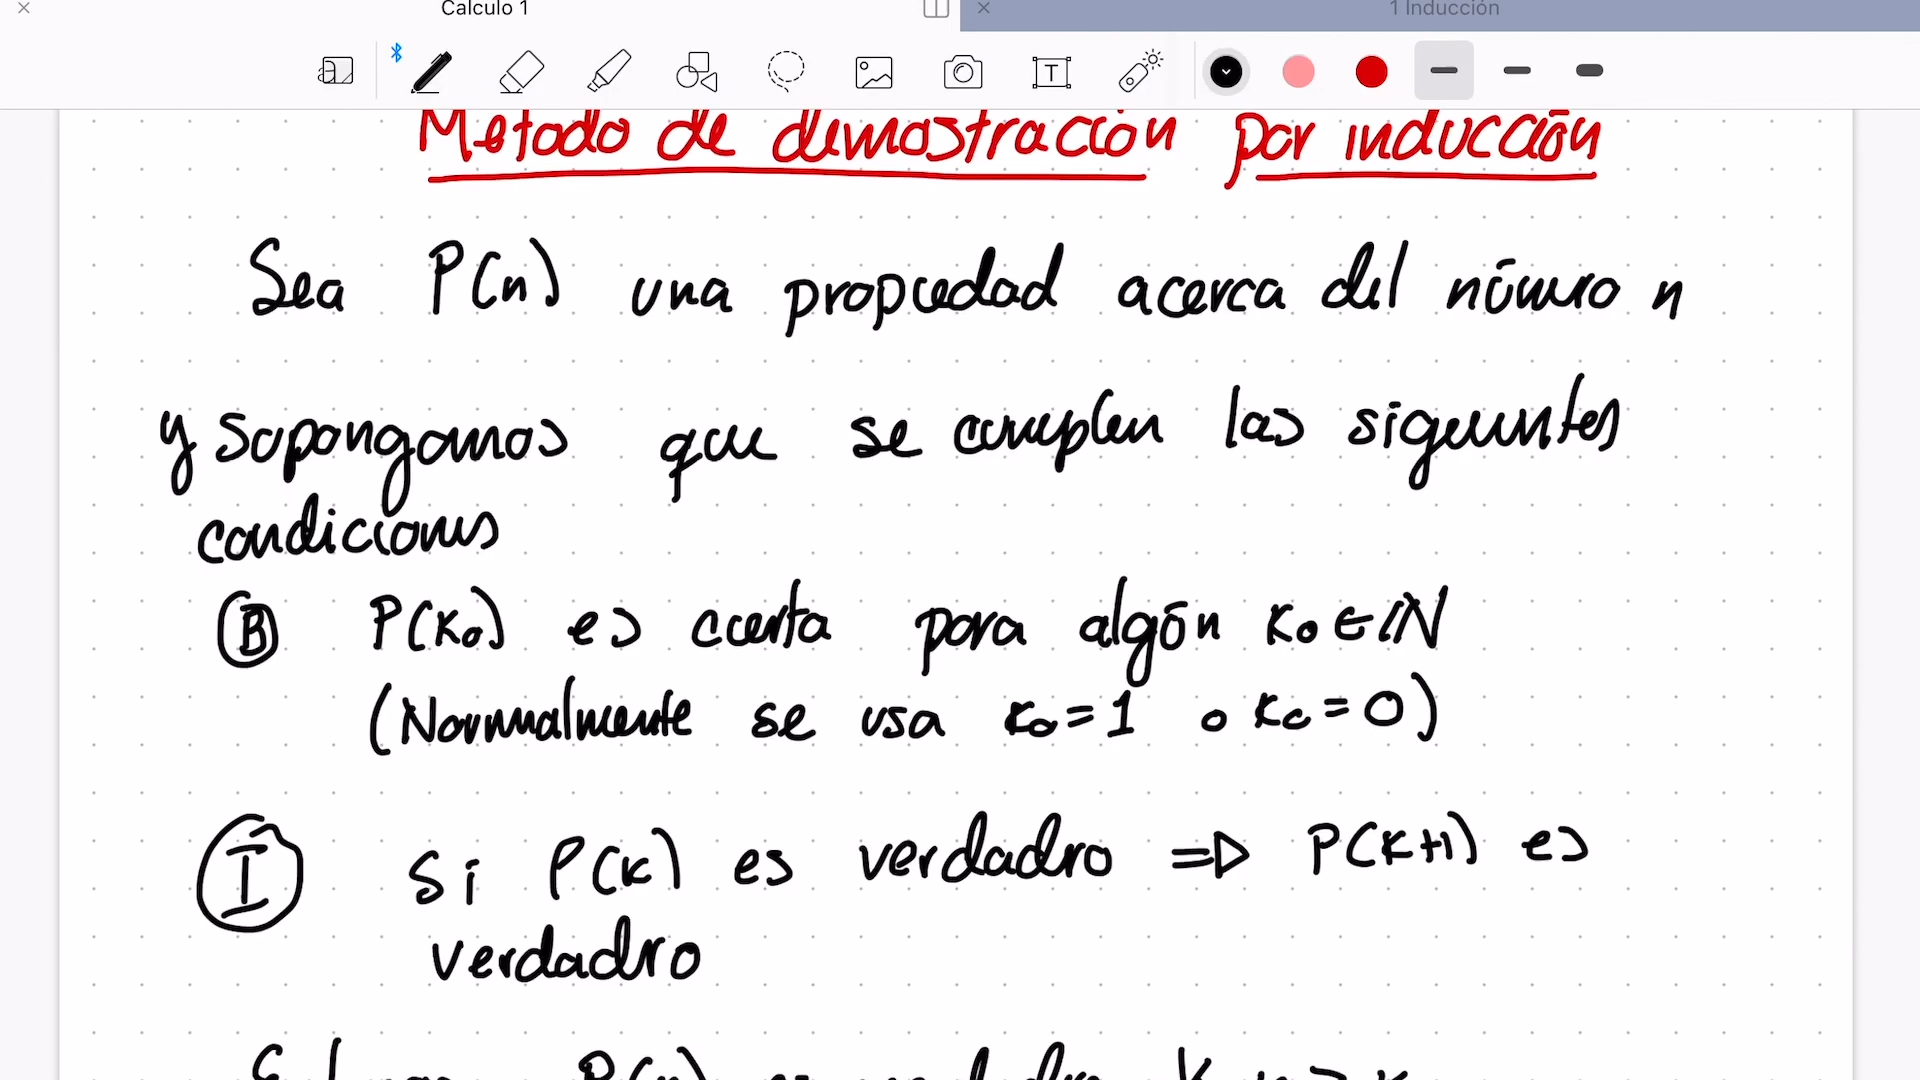 Calculo 1
1 Inducción
Metodo de demostración por inducción
Sea P(n) una propiedad acerca del número n
y supongamos que se cumplen las siguientes
condiciones
B P(k₀) es cierta para algún k₀ ∈ ℕ
(Normalmente se usa k₀ = 1 o k₀ = 0)
I Si P(k) es verdadero ⇒ P(k+1) es
verdadero
P(n) es